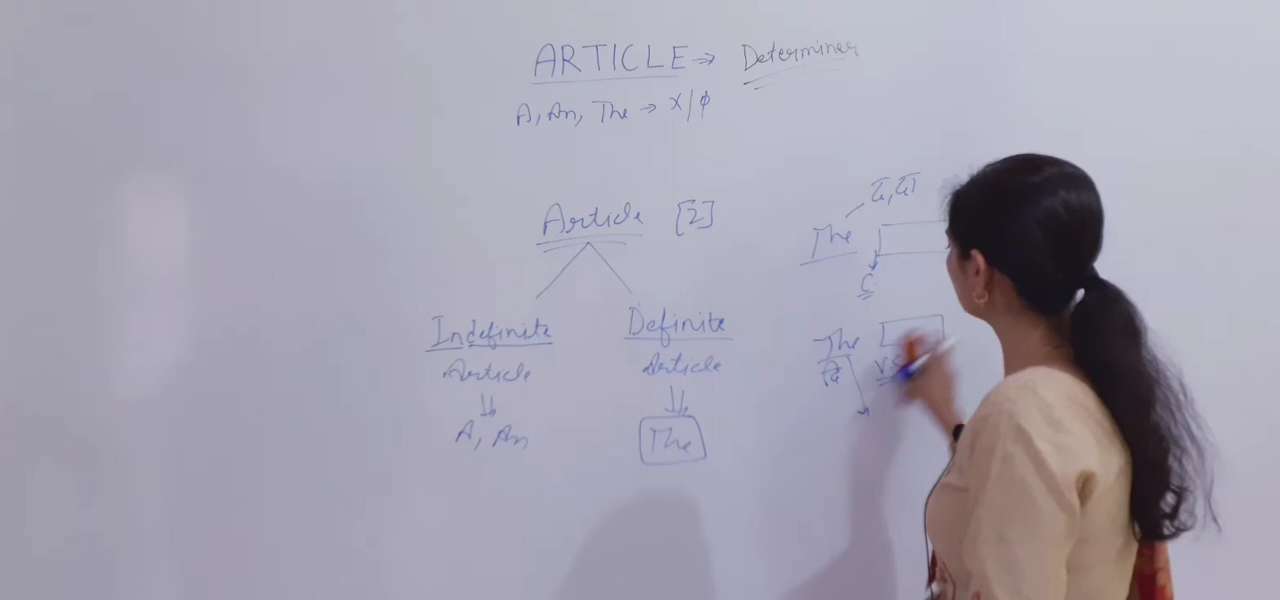 ARTICLE → Determiner
A, An, The → X/ф
Article [2]
Indefinite Article ⇓ A, An
Definite Article ⇓ The
The
C.
The